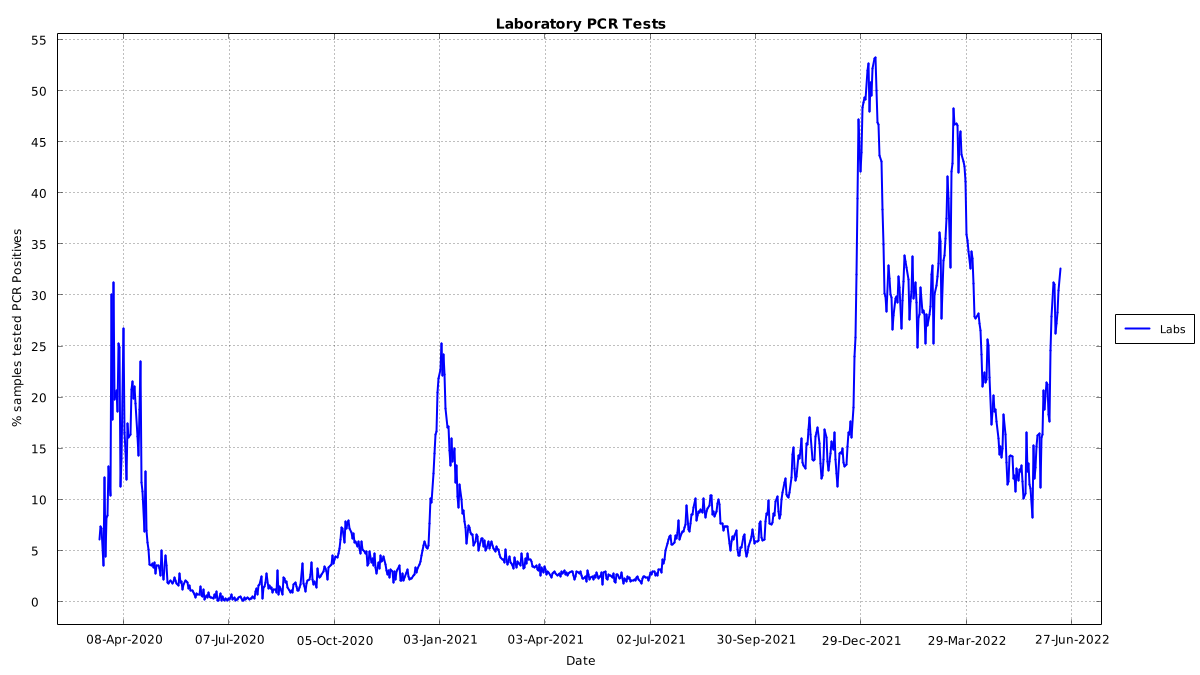 Laboratory PCR Tests
55
50
45
40
35
30
25
20
15
10
5
0
% samples tested PCR Positives
08-Apr-2020 07-Jul-2020 05-Oct-2020 03-Jan-2021 03-Apr-2021 02-Jul-2021 30-Sep-2021 29-Dec-2021 29-Mar-2022 27-Jun-2022
Date
Labs